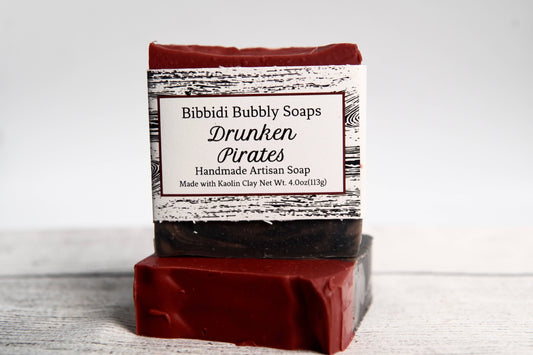 Bibbidi Bubbly Soaps
Drunken
Pirates
Handmade Artisan Soap
Made with Kaolin Clay Net Wt. 4.0oz(113g)